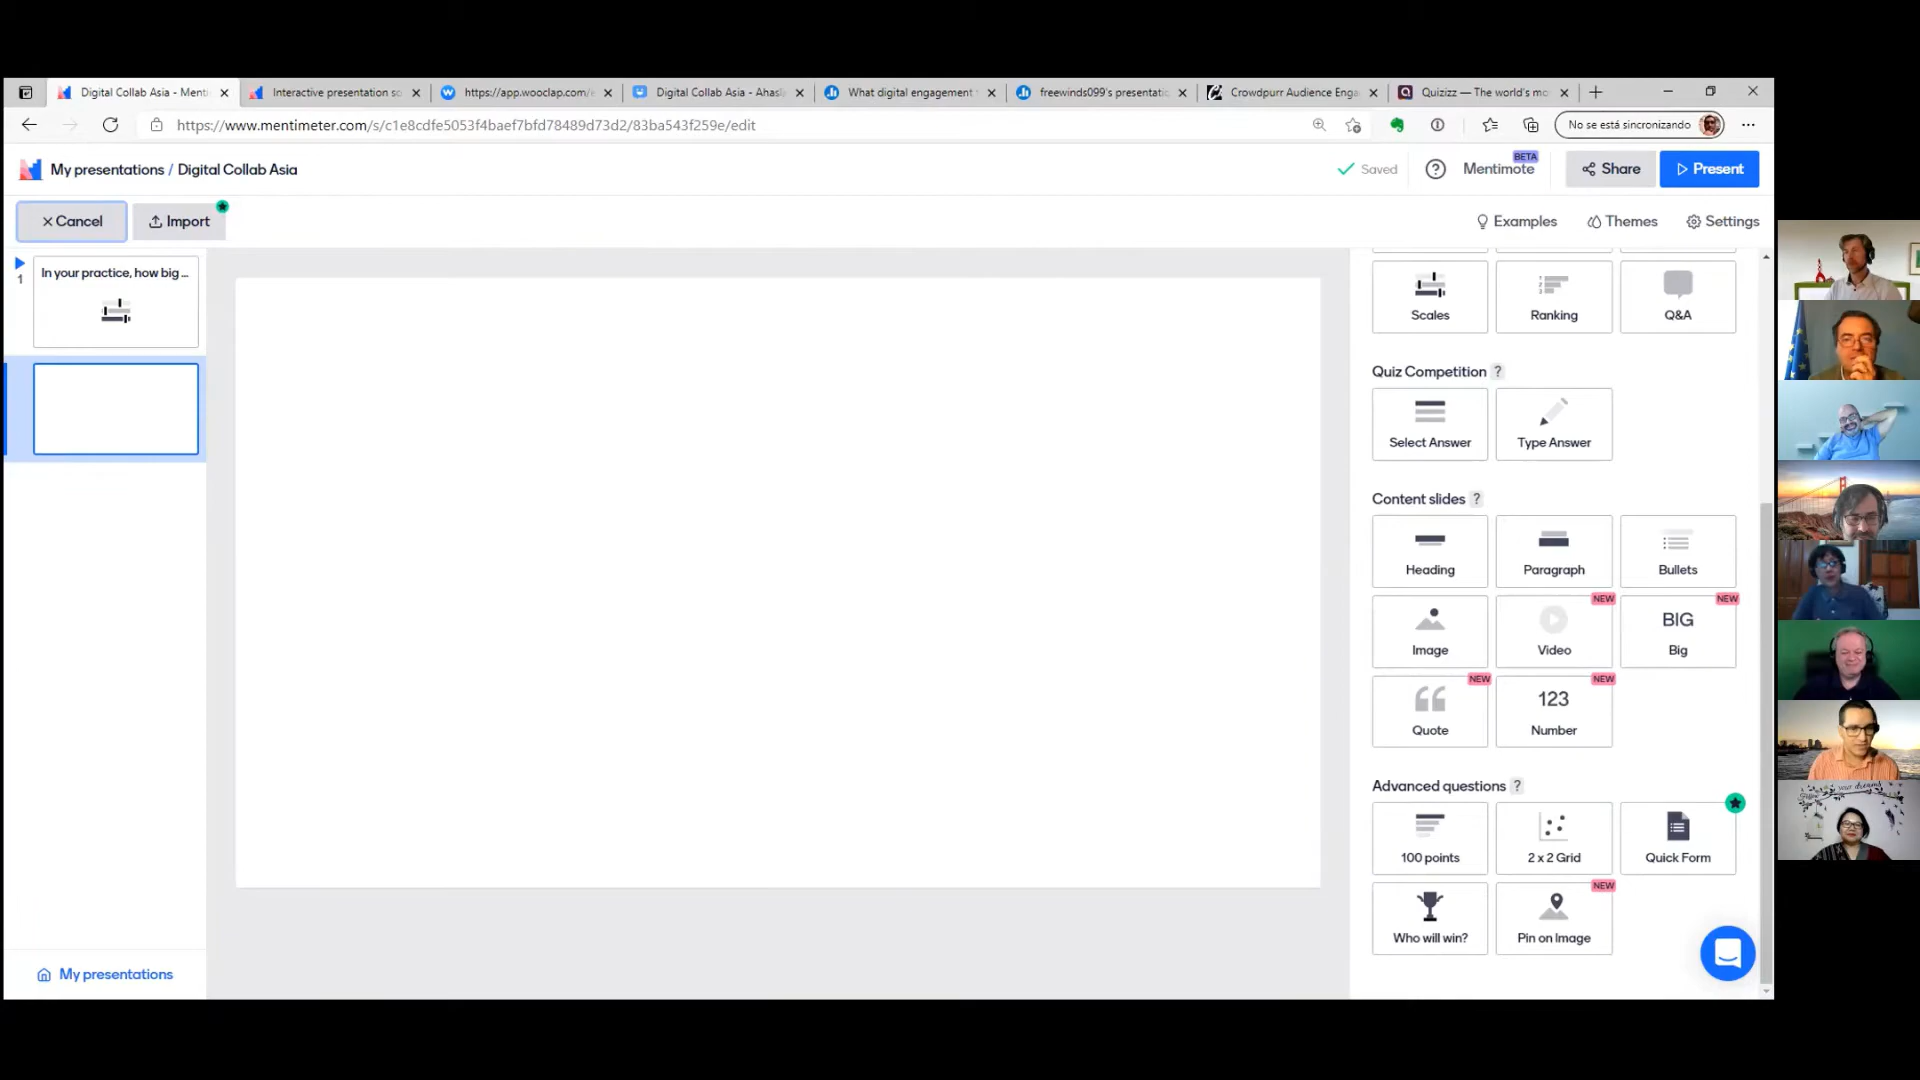 Digital Collab Asia - Menti
Interactive presentation so
https://app.wooclap.com/e
Digital Collab Asia - Ahasl
What digital engagement
freewinds099's presentatio
Crowdpurr Audience Enga
Quizizz — The world's mo
https://www.mentimeter.com/s/c1e8cdfe5053f4baef7bfd78489d73d2/83ba543f259e/edit
No se está sincronizando
My presentations / Digital Collab Asia
Saved
?
Mentimote
BETA
Share
Present
Cancel
Import
Examples
Themes
Settings
1
In your practice, how big ...
Scales
Ranking
Q&A
Quiz Competition ?
Select Answer
Type Answer
Content slides ?
Heading
Paragraph
Bullets
Image
NEW
Video
NEW
BIG
Big
NEW
Quote
NEW
123
Number
Advanced questions ?
100 points
2 x 2 Grid
Quick Form
Who will win?
NEW
Pin on Image
My presentations
your dreams